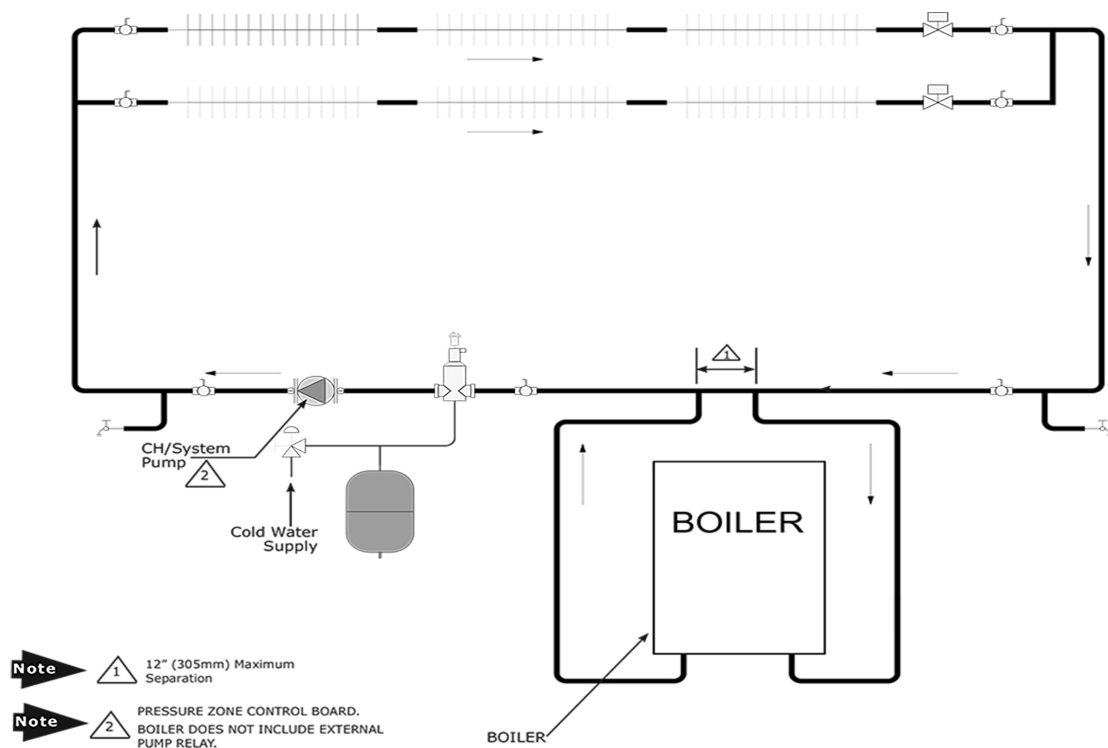 1
CH/System
Pump
2
Cold Water
Supply
BOILER
Note
1
12" (305mm) Maximum
Separation
Note
2
PRESSURE ZONE CONTROL BOARD.
BOILER DOES NOT INCLUDE EXTERNAL
PUMP RELAY.
BOILER